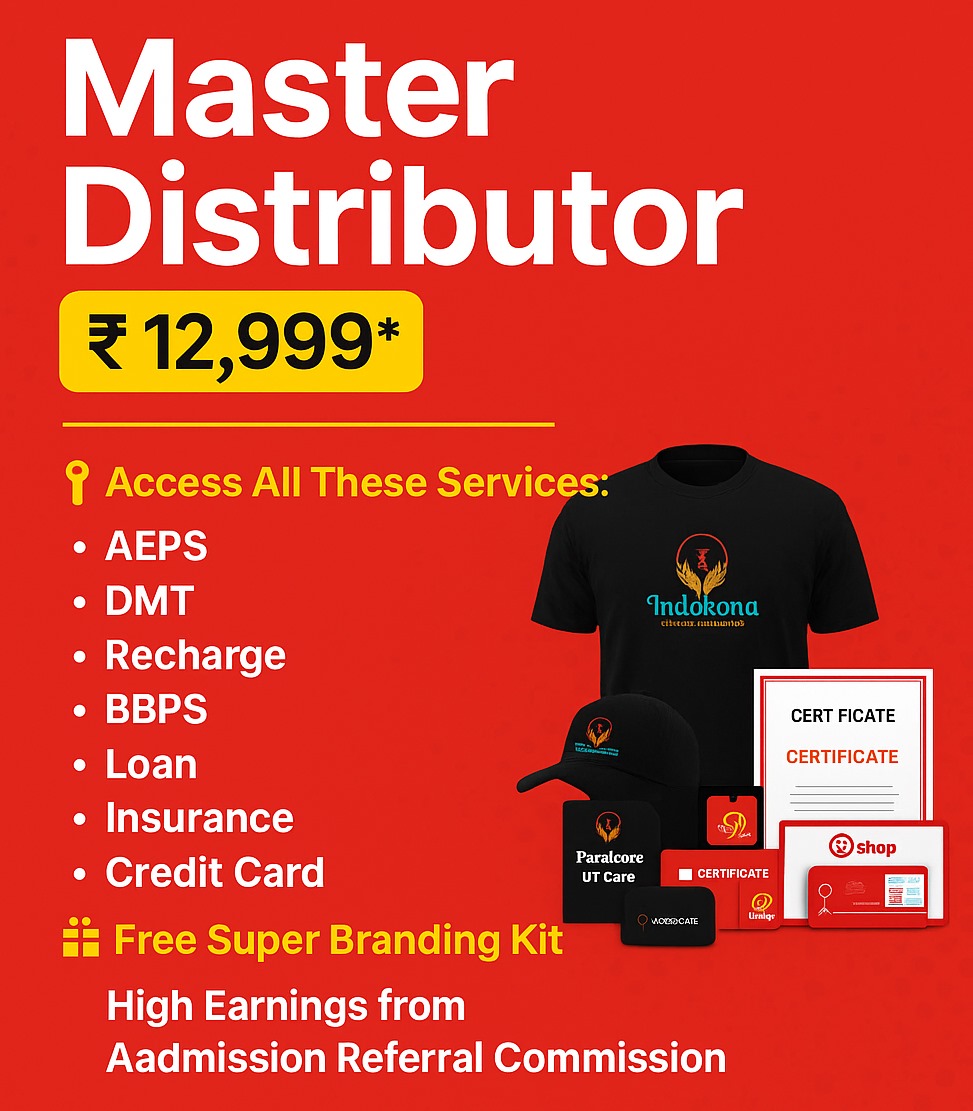 Master
Distributor
₹ 12,999*
Access All These Services:
• AEPS
• DMT
• Recharge
• BBPS
• Loan
• Insurance
• Credit Card
Free Super Branding Kit
High Earnings from
Aadmission Referral Commission
Indokona
CERT FICATE
CERTIFICATE
shop
Paralcore
UT Care
CERTIFICATE